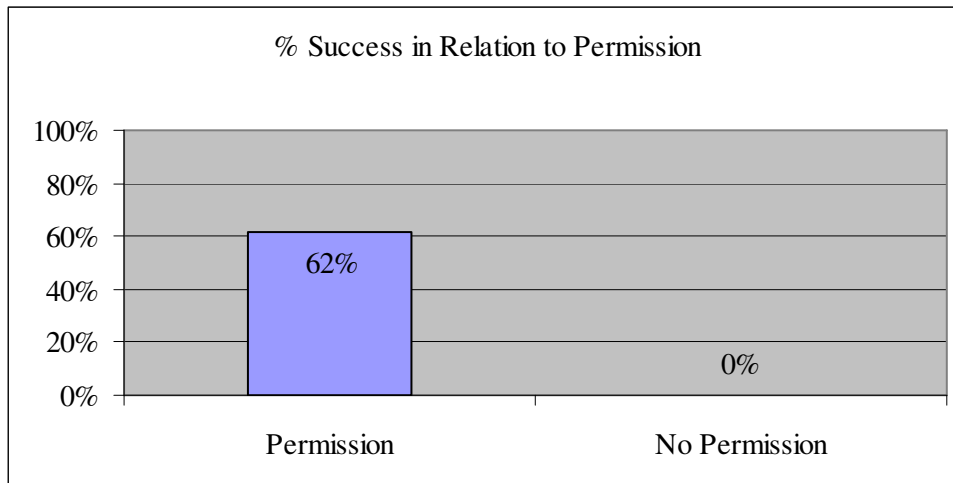 % Success in Relation to Permission
100%
80%
60%
40%
20%
0%
62%
0%
Permission
No Permission